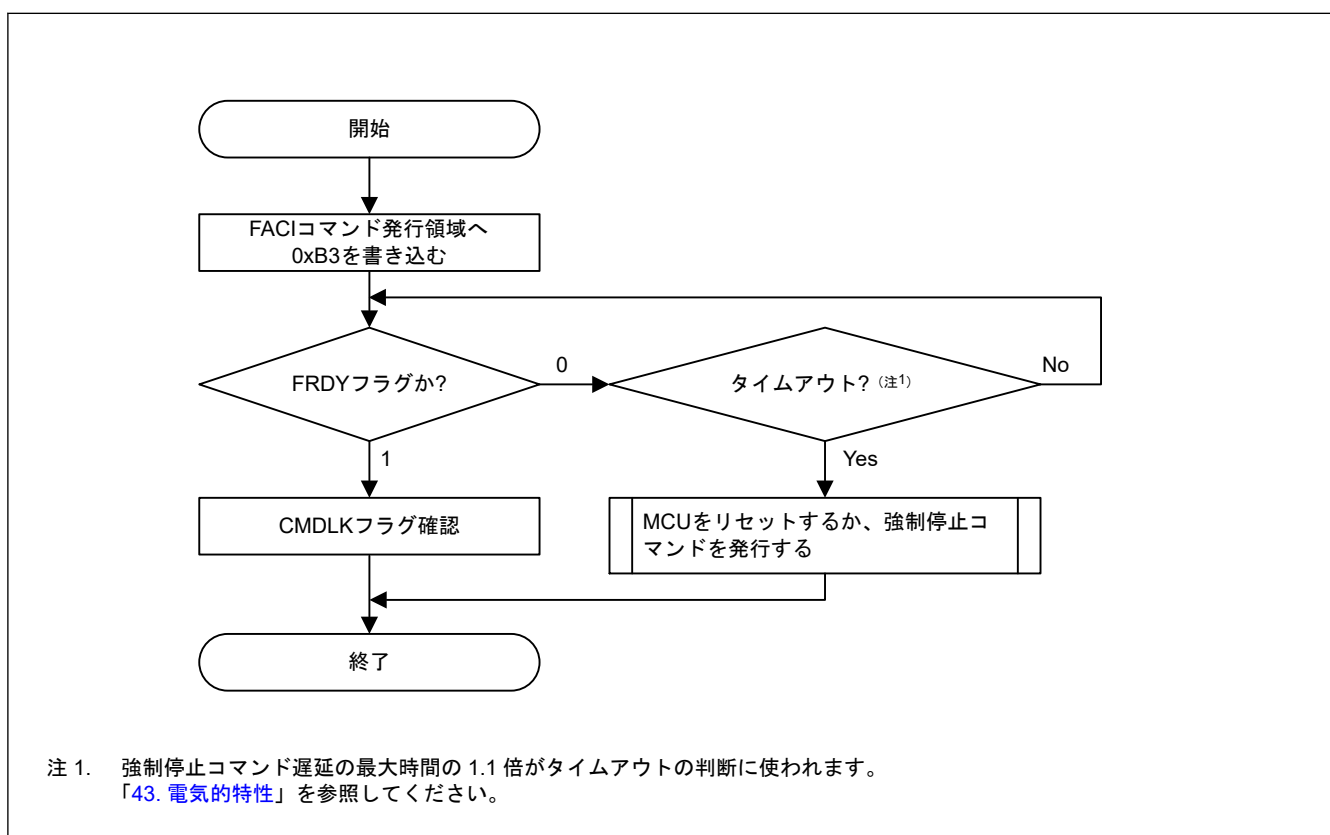 開始
FACIコマンド発行領域へ
0xB3を書き込む
FRDYフラグか?
0
タイムアウト? (注1)
No
1
Yes
CMDLKフラグ確認
MCUをリセットするか、強制停止コ
マンドを発行する
終了
注 1. 強制停止コマンド遅延の最大時間の 1.1 倍がタイムアウトの判断に使われます。
「43. 電気的特性」を参照してください。